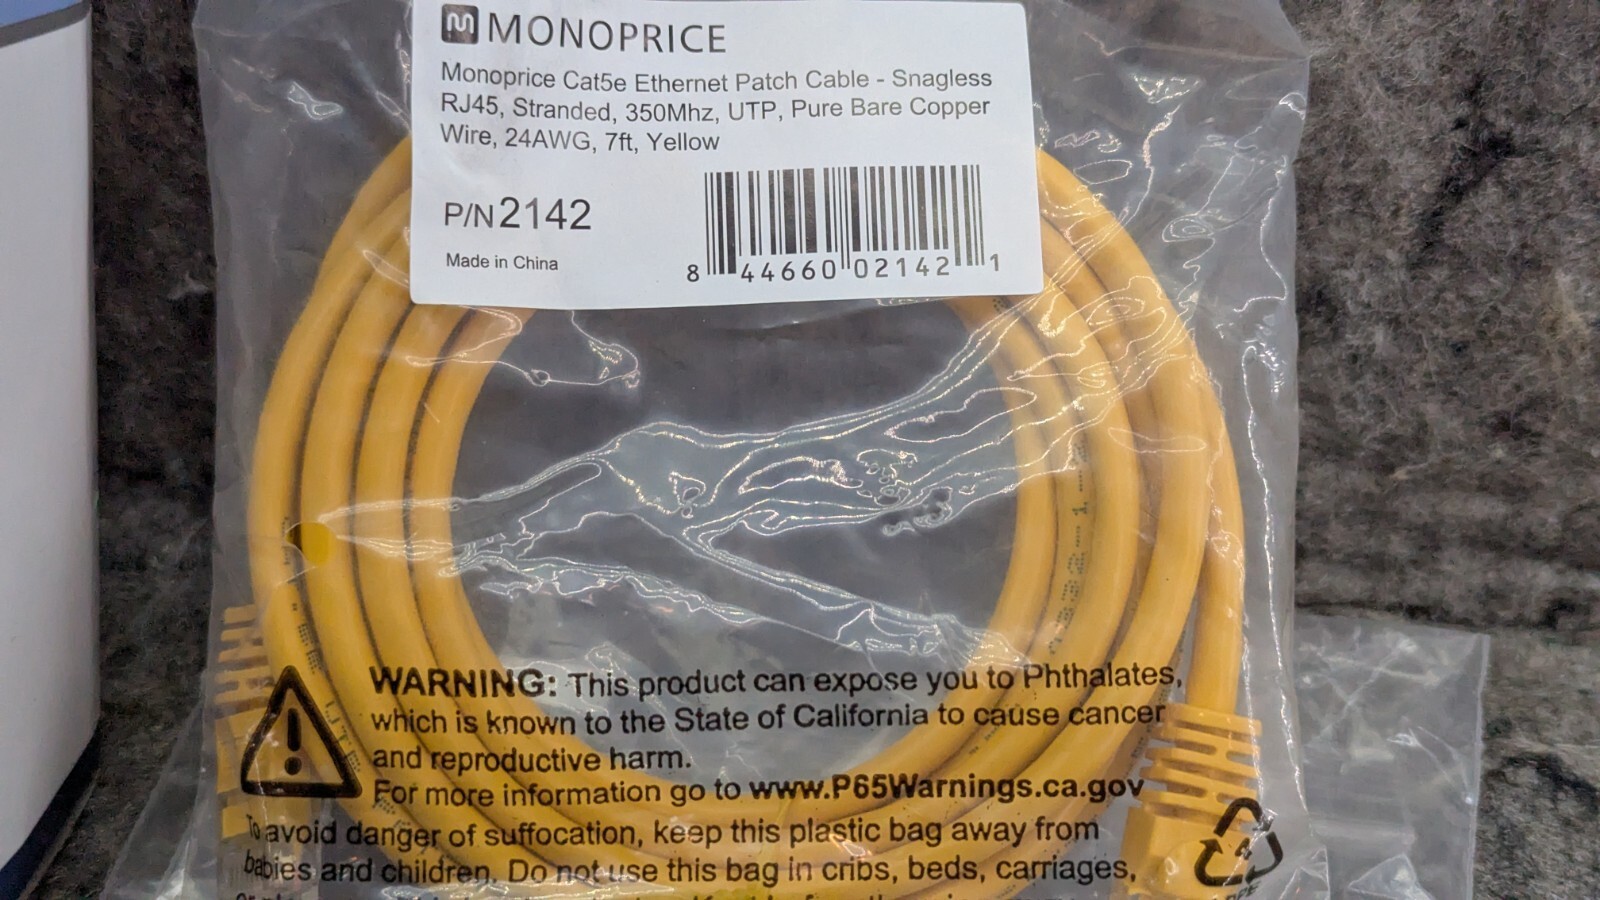 MONOPRICE
Monoprice Cat5e Ethernet Patch Cable - Snagless
RJ45, Stranded, 350Mhz, UTP, Pure Bare Copper
Wire, 24AWG, 7ft, Yellow
P/N 2142
Made in China
8 44660 02142 1
WARNING: This product can expose you to Phthalates,
which is known to the State of California to cause cancer
and reproductive harm.
For more information go to www.P65Warnings.ca.gov
To avoid danger of suffocation, keep this plastic bag away from
babies and children. Do not use this bag in cribs, beds, carriages,
4